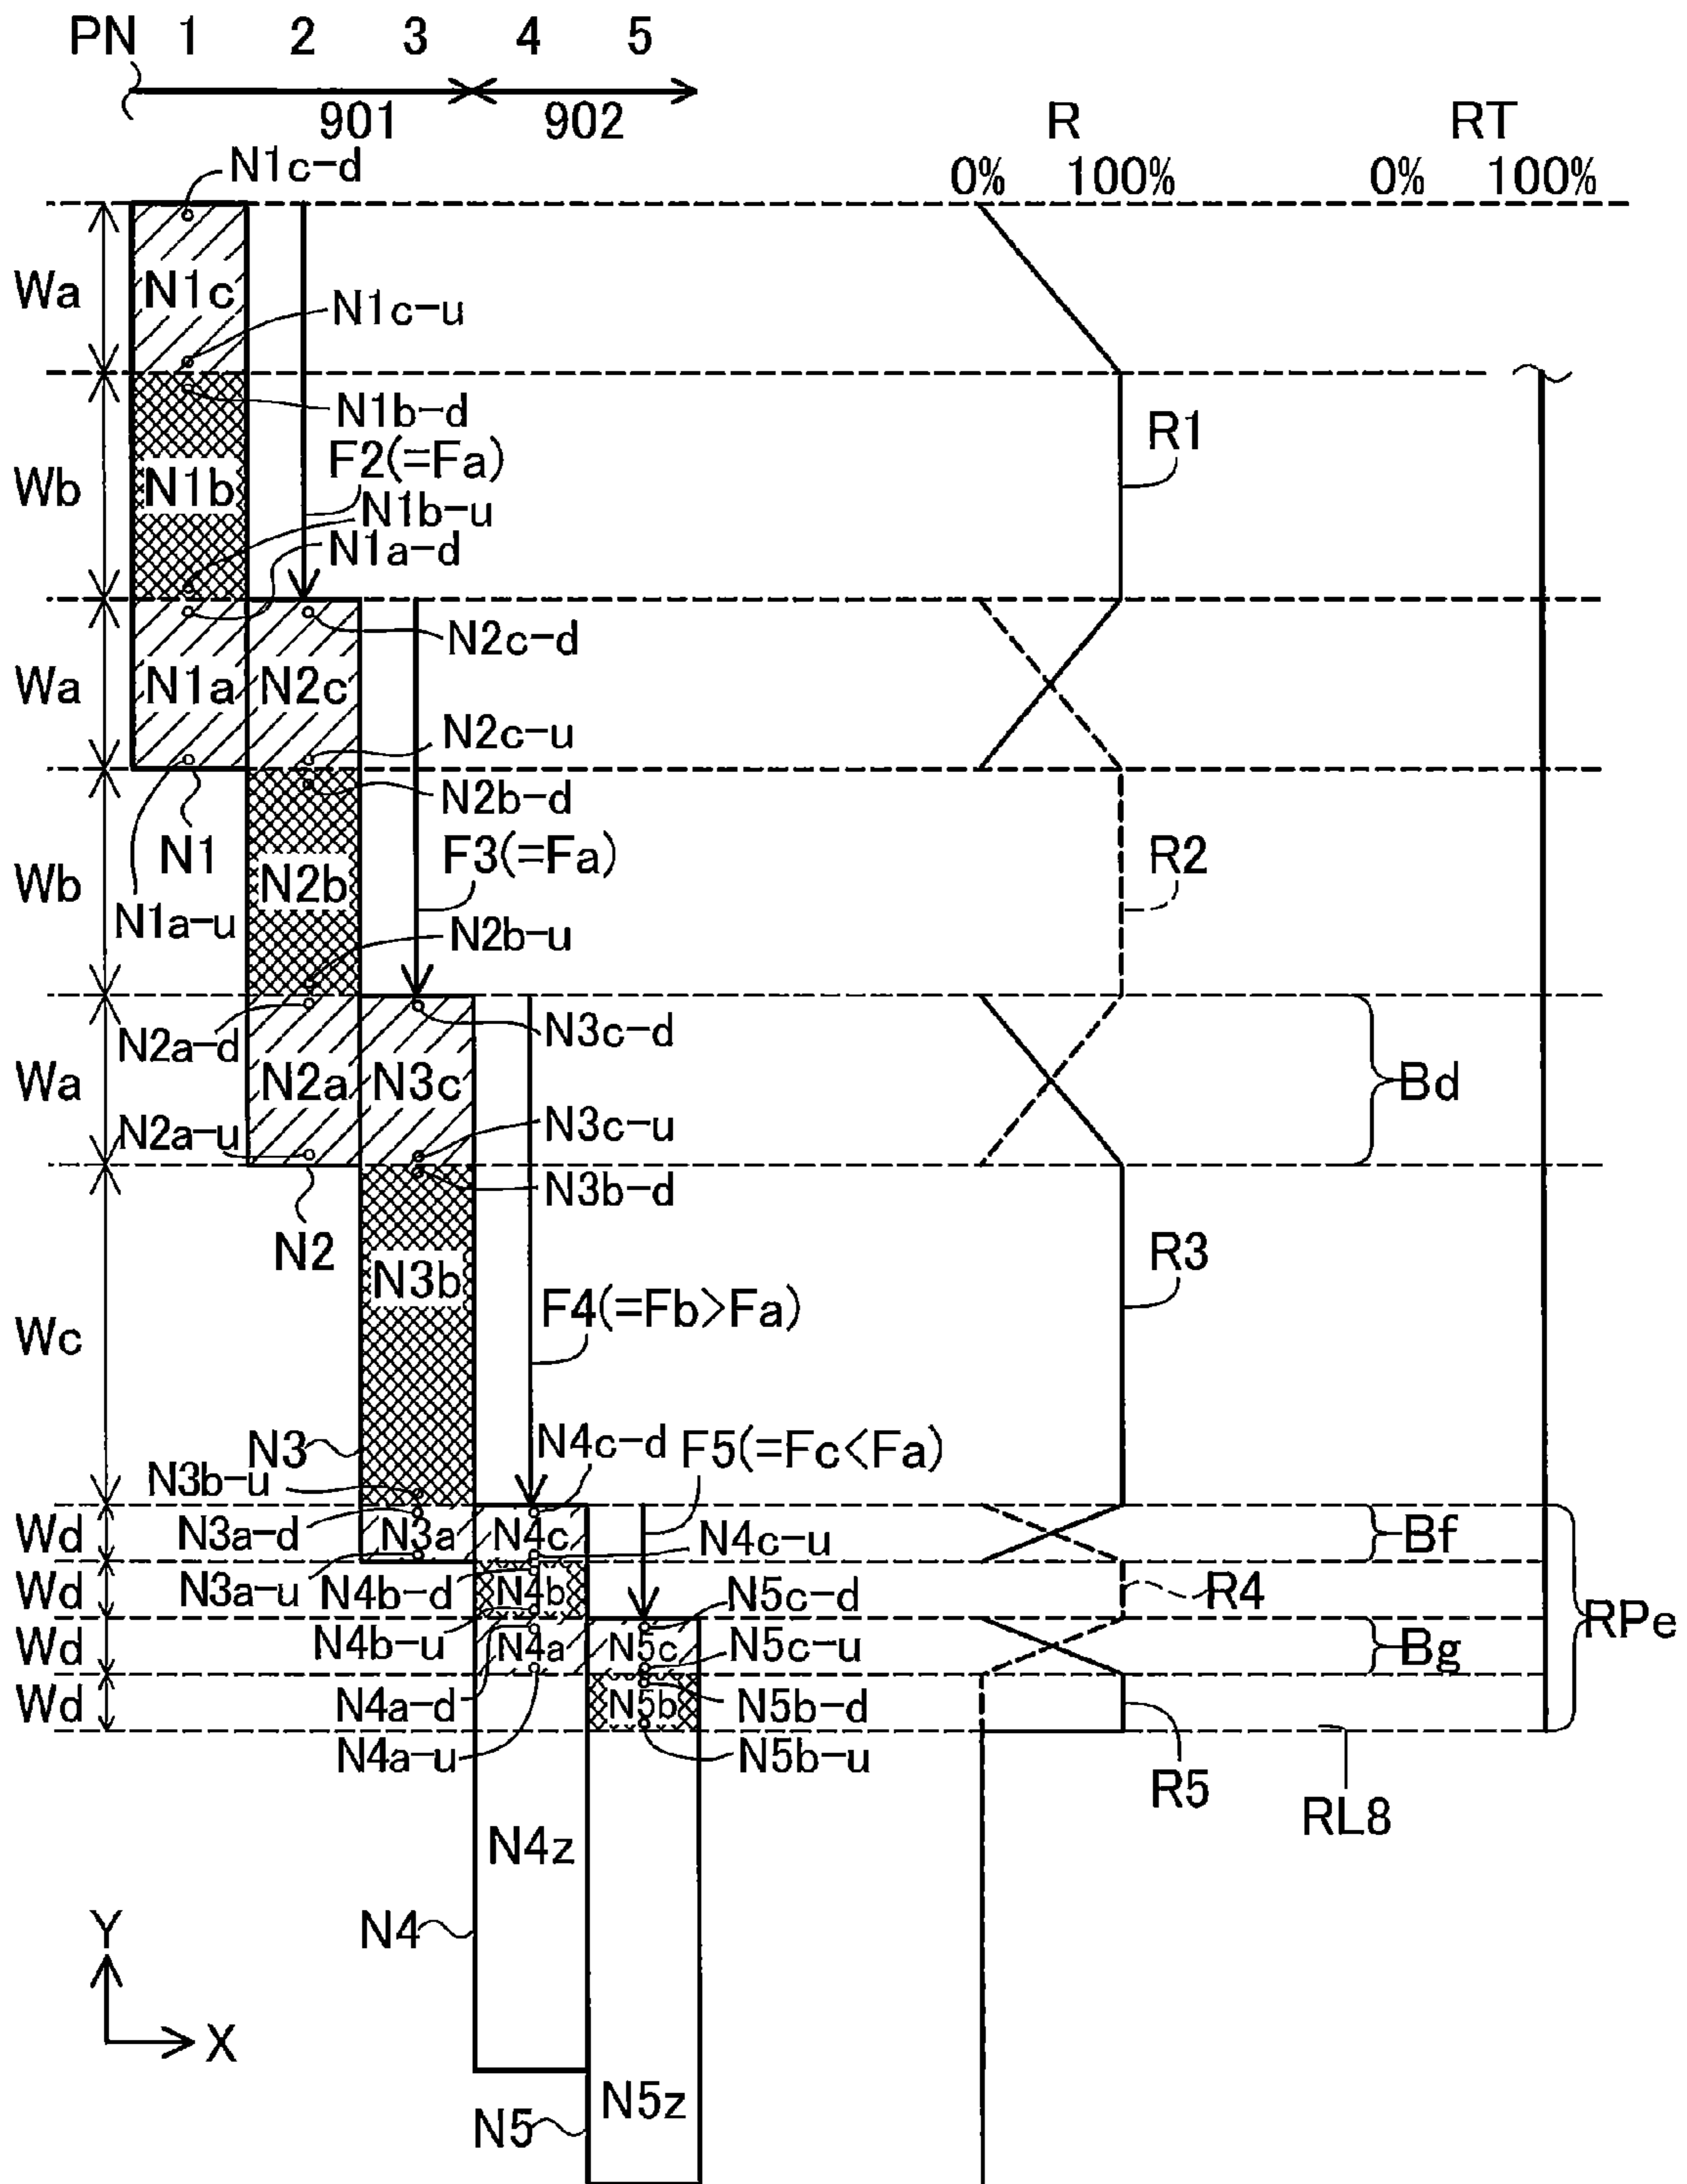 PN 1 2 3 4 5
901 902
R RT
0% 100% 0% 100%
N1c-d
Wa N1c
N1c-u
N1b-d
R1
F2(=Fa)
Wb N1b
N1b-u
N1a-d
N2c-d
Wa N1a N2c
N2c-u
N2b-d
N1 F3(=Fa) R2
Wb N2b
N1a-u N2b-u
N2a-d N3c-d
Wa N2a N3c Bd
N2a-u N3c-u
N3b-d
N2 R3
N3b
F4(=Fb>Fa)
Wc
N4c-d F5(=Fc<Fa)
N3
N3b-u
Wd N3a-d N3a N4c N4c-u Bf
N3a-u N4b-d N4b N5c-d R4
Wd
RPe
Wd N4b-u N4a N5c N5c-u Bg
Wd N4a-d N5b N5b-d
N4a-u N5b-u
R5
RL8
N4z
Y N4
X
N5z
N5